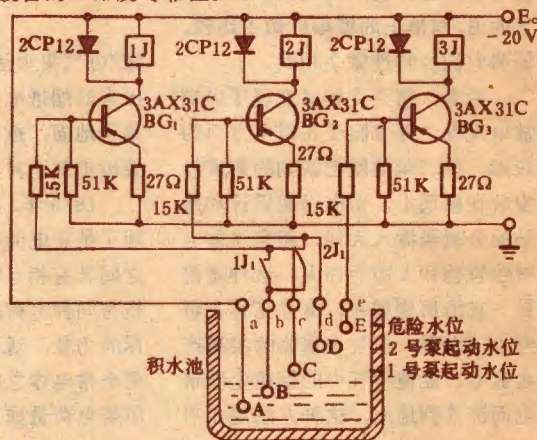 2CP12
1J
2CP12
2J
2CP12
3J
Ec
20V
3AX31C
BG₁
3AX31C
BG₂
3AX31C
BG₃
15K
51K
27Ω
15K
51K
27Ω
15K
51K
27Ω
1J₁
2J₁
a
b
c
d
e
E
D
C
B
A
积水池
危险水位
2号泵起动水位
1号泵起动水位